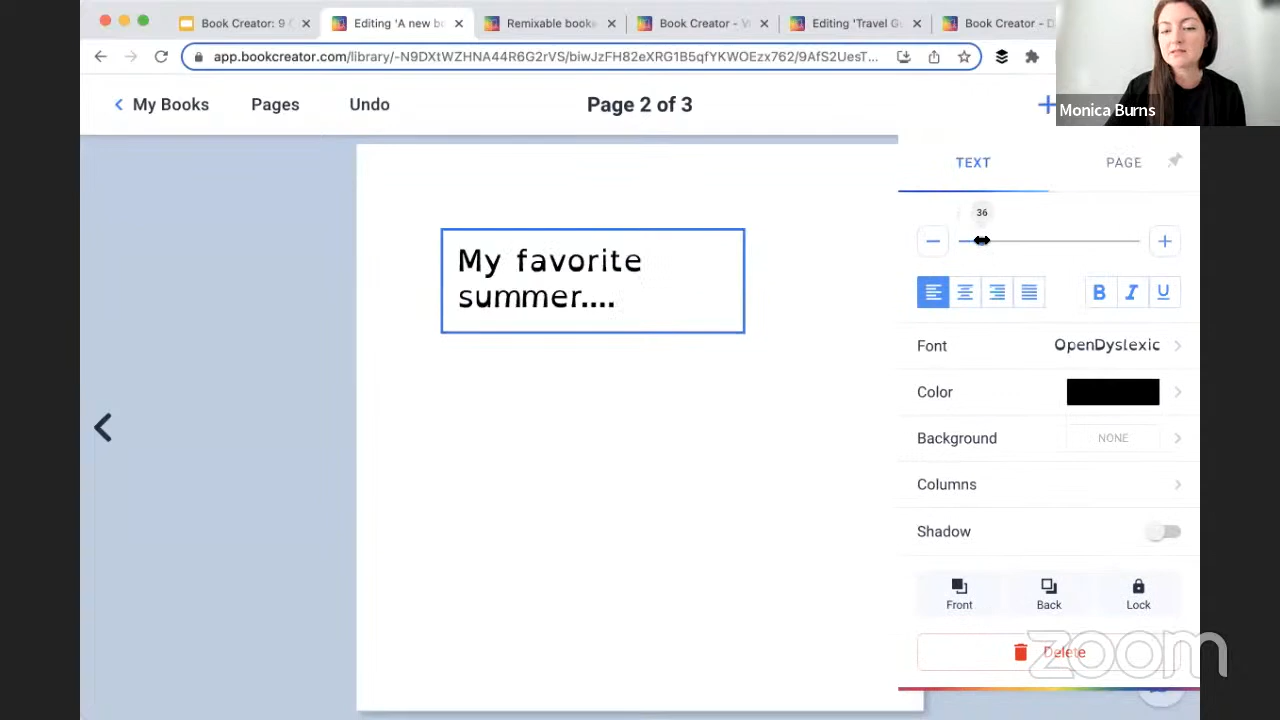 Book Creator: 9
Editing 'A new b
Remixable book
Book Creator - V
Editing 'Travel G
Book Creator - D
app.bookcreator.com/library/-N9DXtWZHNA44R6G2rVS/biwJzFH82eXRG1B5qfYKWOEzx762/9AfS2UesT...
My Books
Pages
Undo
Page 2 of 3
Monica Burns
TEXT
PAGE
36
My favorite
summer....
B I U
Font
OpenDyslexic
Color
Background
NONE
Columns
Shadow
Front
Back
Lock
Delete
zoom